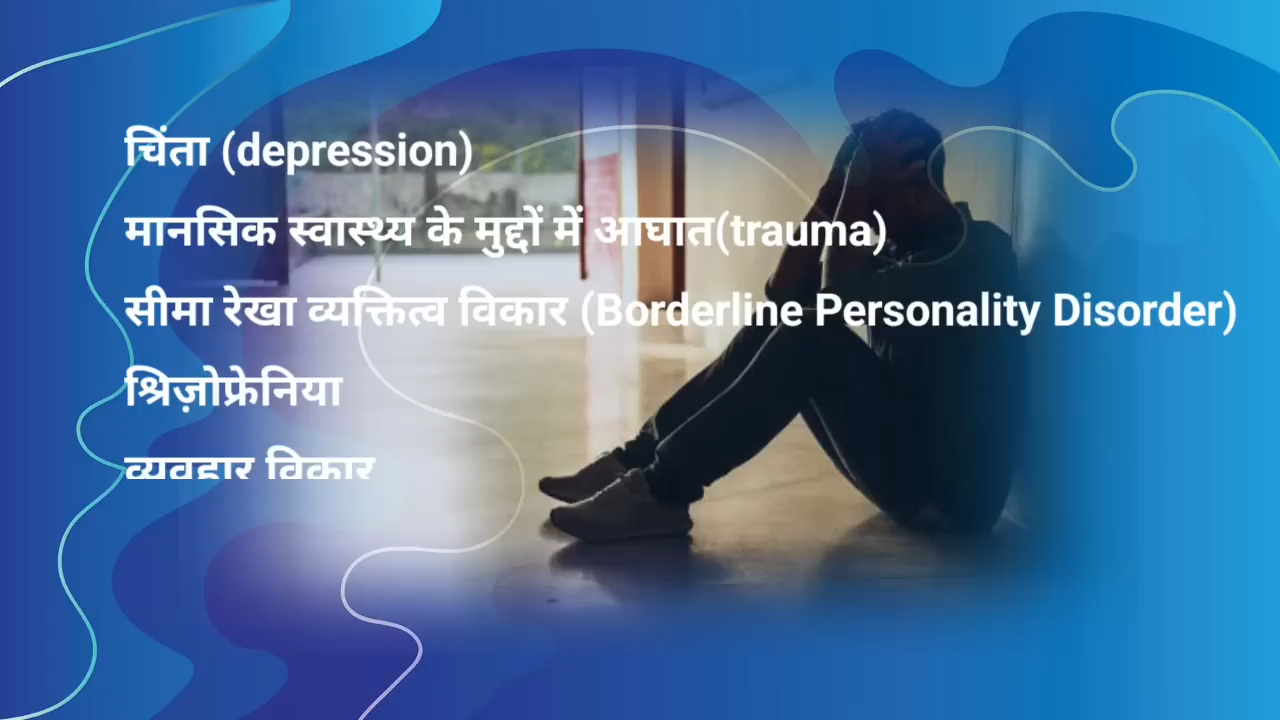 चिंता (depression)
मानसिक स्वास्थ्य के मुद्दों में आघात(trauma)
सीमा रेखा व्यक्तित्व विकार (Borderline Personality Disorder)
श्रिज़ोफ्रेनिया
व्यवहार विकार